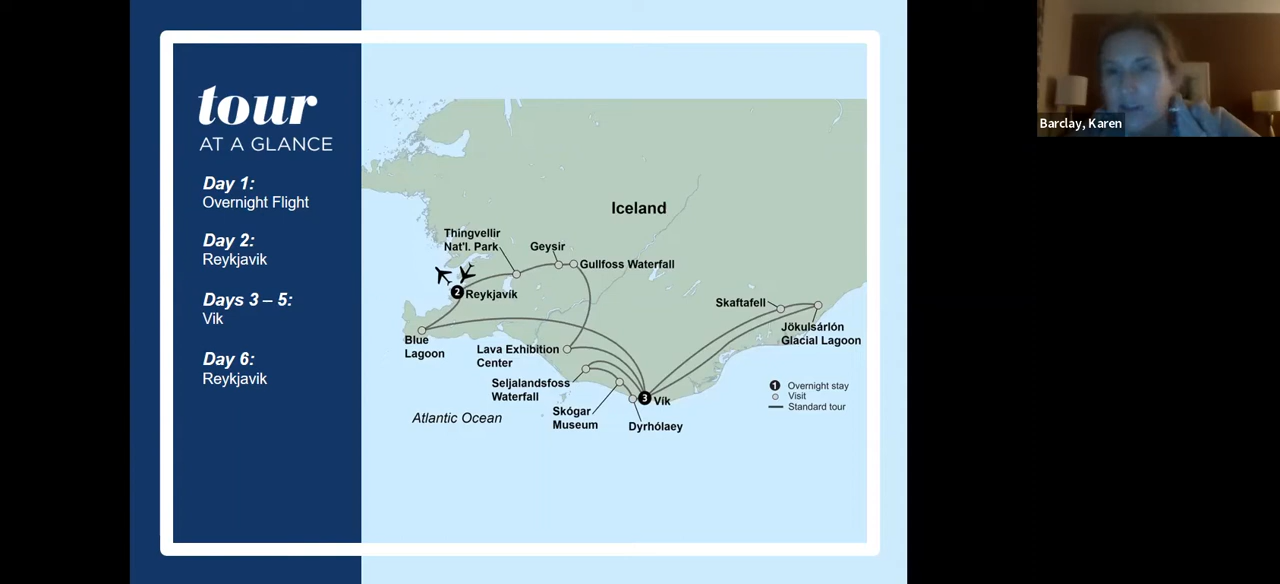 tour
AT A GLANCE
Day 1:
Overnight Flight
Day 2:
Reykjavik
Days 3 – 5:
Vik
Day 6:
Reykjavik
Iceland
Thingvellir
Nat'l. Park
Geysir
Gullfoss Waterfall
2
Reykjavík
Skaftafell
Jökulsárlón
Glacial Lagoon
Blue
Lagoon
Lava Exhibition
Center
Seljalandsfoss
Waterfall
Skógar
Museum
3
Vík
Dyrhólaey
Atlantic Ocean
1 Overnight stay
Visit
Standard tour
Barclay, Karen